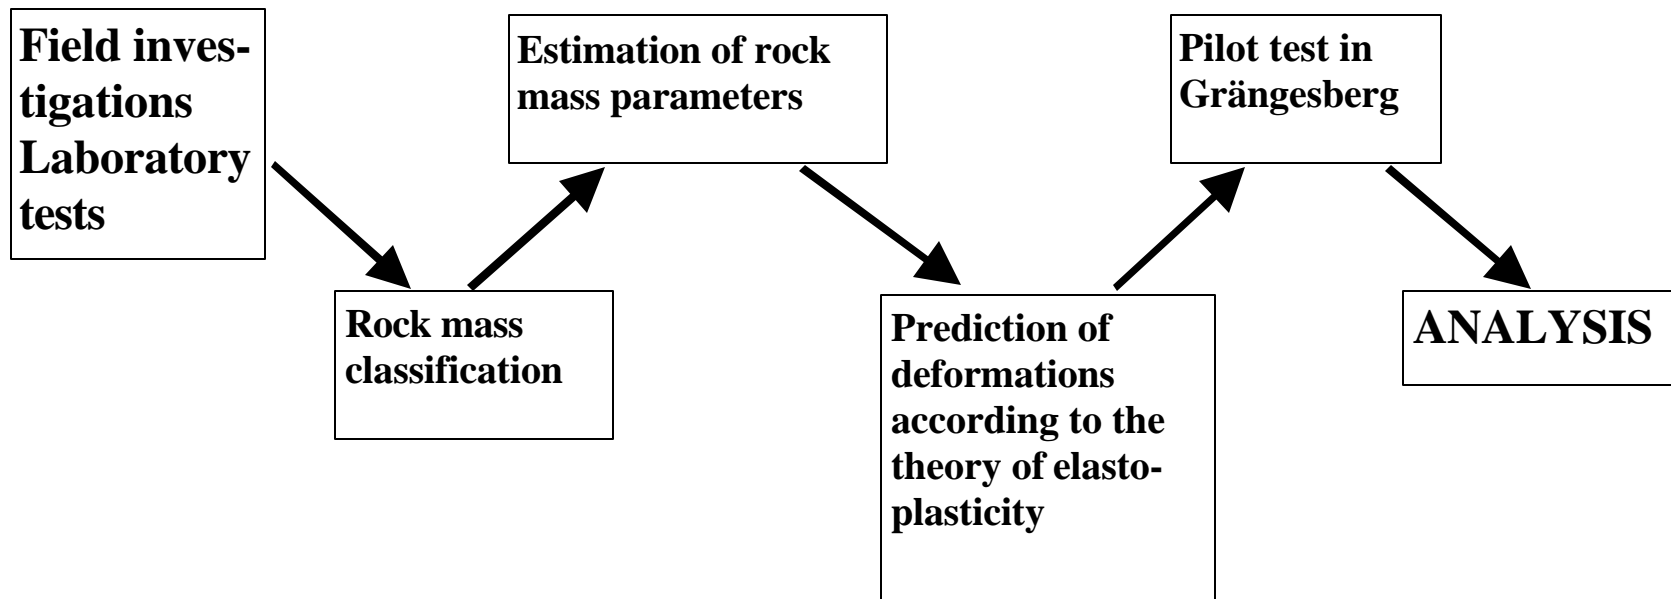 Field inves-
tigations
Laboratory
tests
Rock mass
classification
Estimation of rock
mass parameters
Prediction of
deformations
according to the
theory of elasto-
plasticity
Pilot test in
Grängesberg
ANALYSIS